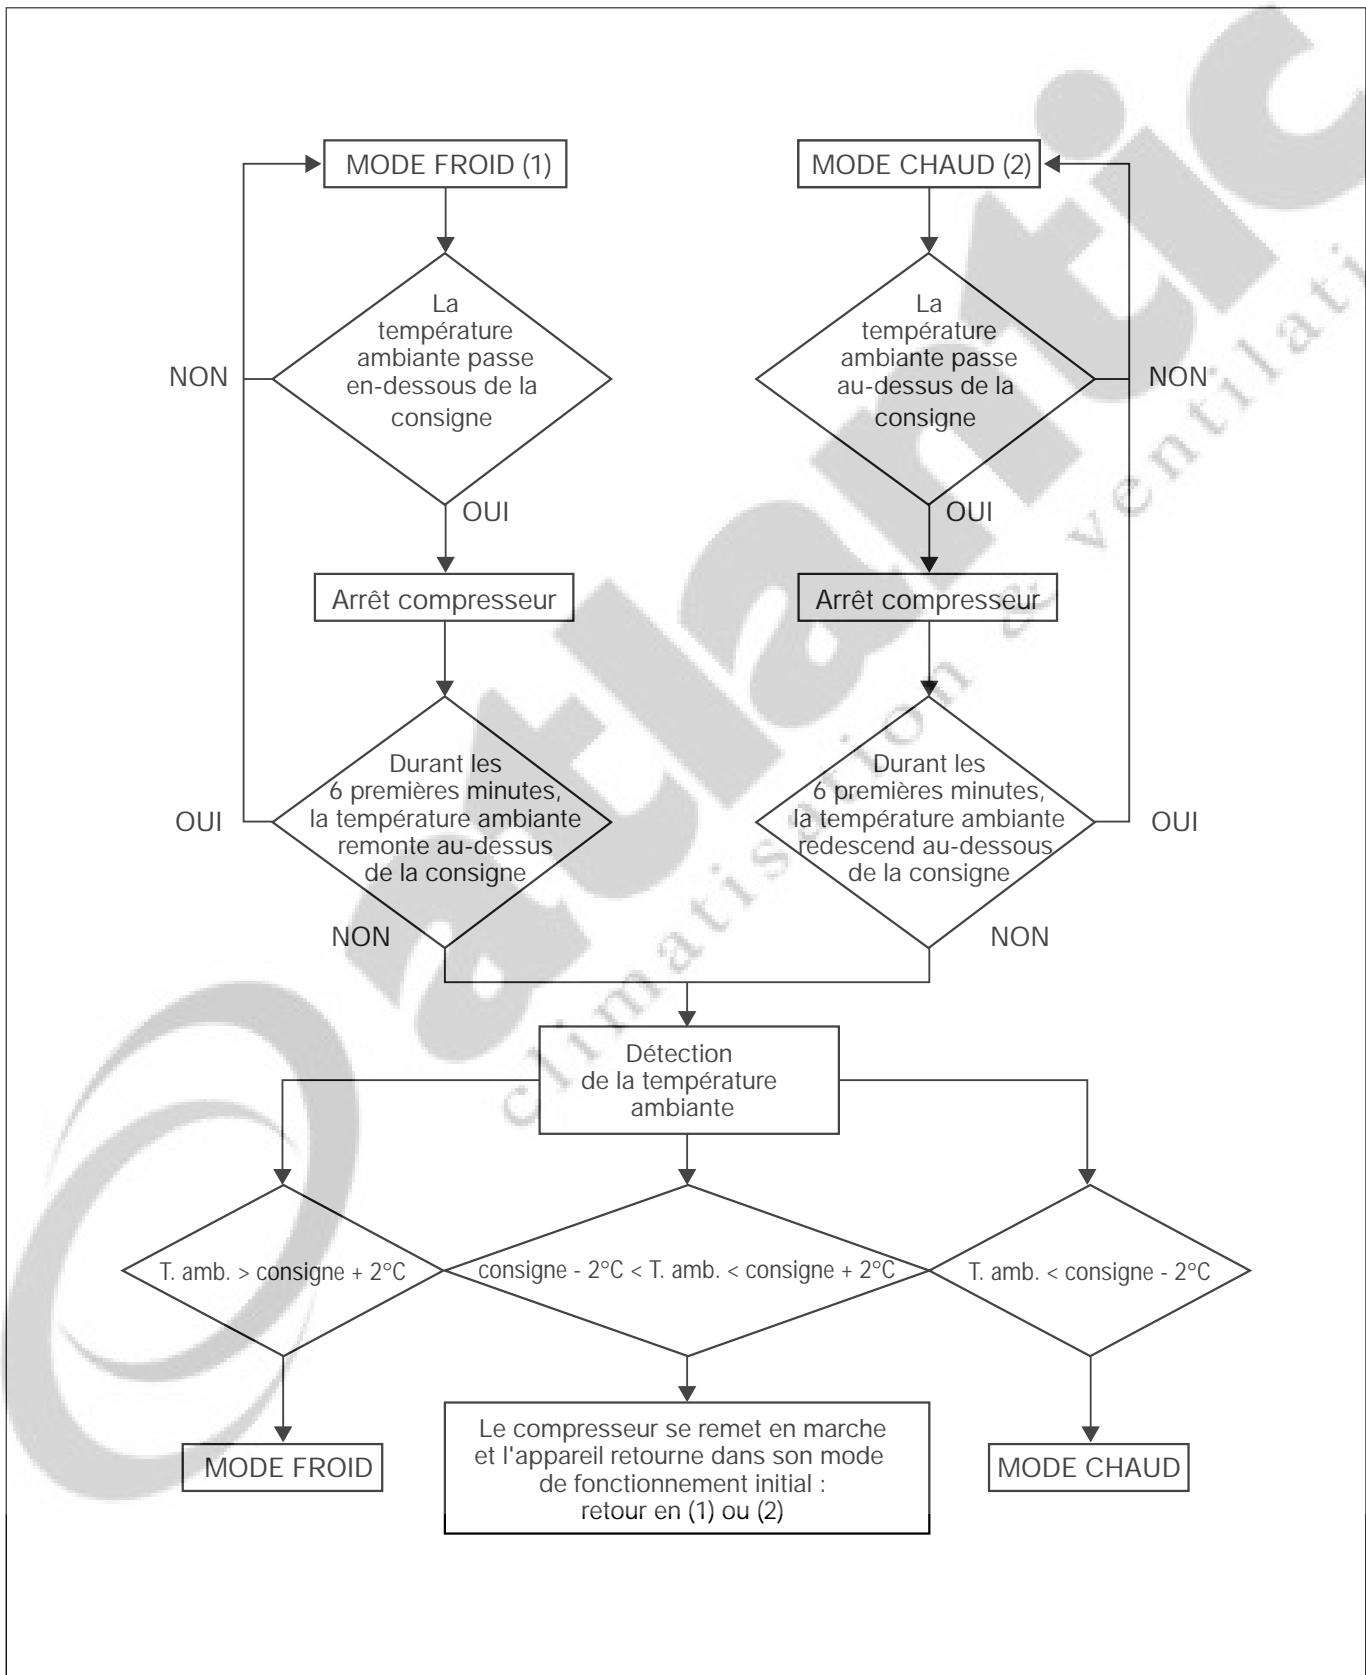 MODE FROID (1)
MODE CHAUD (2)
La
température
ambiante passe
en-dessous de la
consigne
NON
OUI
La
température
ambiante passe
au-dessus de la
consigne
NON
OUI
Arrêt compresseur
Arrêt compresseur
Durant les
6 premières minutes,
la température ambiante
remonte au-dessus
de la consigne
OUI
NON
Durant les
6 premières minutes,
la température ambiante
redescend au-dessous
de la consigne
OUI
NON
Détection
de la température
ambiante
T. amb. > consigne + 2°C
consigne - 2°C < T. amb. < consigne + 2°C
T. amb. < consigne - 2°C
MODE FROID
Le compresseur se remet en marche
et l'appareil retourne dans son mode
de fonctionnement initial :
retour en (1) ou (2)
MODE CHAUD
atlantic
climatisation & ventilati